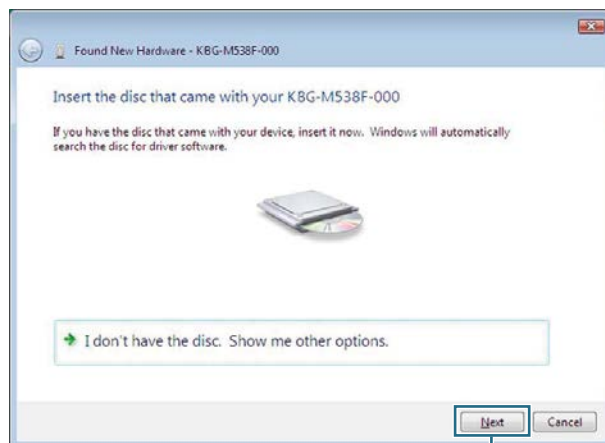 Found New Hardware - KBG-M538F-000
Insert the disc that came with your KBG-M538F-000
If you have the disc that came with your device, insert it now. Windows will automatically
search the disc for driver software.
I don't have the disc. Show me other options.
Next Cancel